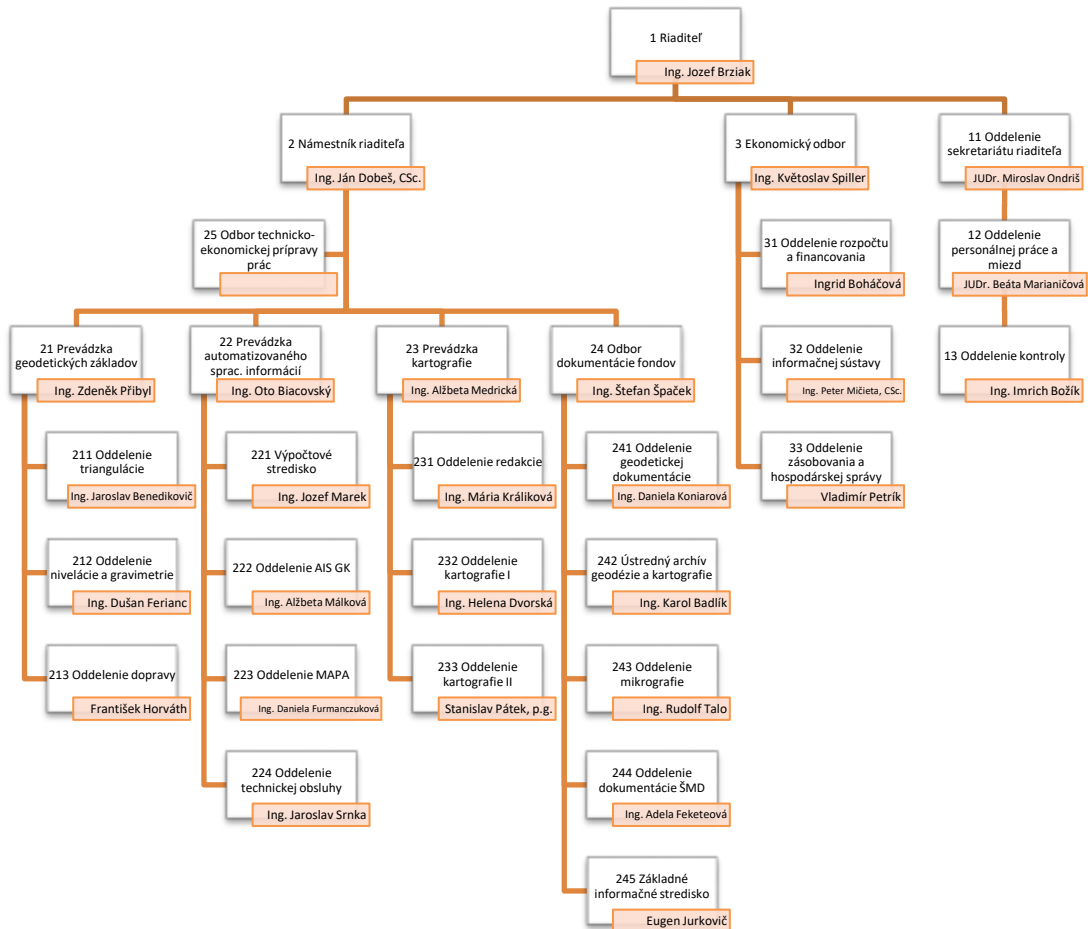 1 Riaditeľ
Ing. Jozef Brziak
2 Námestník riaditeľa
Ing. Ján Dobeš, CSc.
3 Ekonomický odbor
Ing. Květoslav Spiller
11 Oddelenie
sekretariátu riaditeľa
JUDr. Miroslav Ondriš
25 Odbor technicko-
ekonomickej prípravy
prác
31 Oddelenie rozpočtu
a financovania
Ingrid Boháčová
12 Oddelenie
personálnej práce a
miezd
JUDr. Beáta Marianičová
21 Prevádzka
geodetických základov
Ing. Zdeněk Přibyl
22 Prevádzka
automatizovaného
sprac. informácií
Ing. Oto Biacovský
23 Prevádzka
kartografie
Ing. Alžbeta Medrická
24 Odbor
dokumentácie fondov
Ing. Štefan Špaček
32 Oddelenie
informačnej sústavy
Ing. Peter Mičieta, CSc.
13 Oddelenie kontroly
Ing. Imrich Božík
211 Oddelenie
triangulácie
Ing. Jaroslav Benedikovič
221 Výpočtové
stredisko
Ing. Jozef Marek
231 Oddelenie redakcie
Ing. Mária Králiková
241 Oddelenie
geodetickej
dokumentácie
Ing. Daniela Koniarová
33 Oddelenie
zásobovania a
hospodárskej správy
Vladimír Petrík
212 Oddelenie
nivelácie a gravimetrie
Ing. Dušan Ferianc
222 Oddelenie AIS GK
Ing. Alžbeta Málková
232 Oddelenie
kartografie I
Ing. Helena Dvorská
242 Ústredný archív
geodézie a kartografie
Ing. Karol Badlík
213 Oddelenie dopravy
František Horváth
223 Oddelenie MAPA
Ing. Daniela Furmanczuková
233 Oddelenie
kartografie II
Stanislav Pátek, p.g.
243 Oddelenie
mikrografie
Ing. Rudolf Talo
224 Oddelenie
technickej obsluhy
Ing. Jaroslav Srnka
244 Oddelenie
dokumentácie ŠMD
Ing. Adela Feketeová
245 Základné
informačné stredisko
Eugen Jurkovič